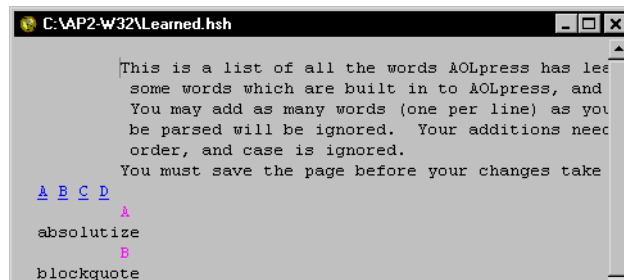 C:\AP2-W32\Learned.hsh
This is a list of all the words AOLpress has
some words which are built in to AOLpress, and
You may add as many words (one per line) as you
be parsed will be ignored. Your additions need
order, and case is ignored.
You must save the page before your changes take
A B C D
A
absolutize
B
blockquote